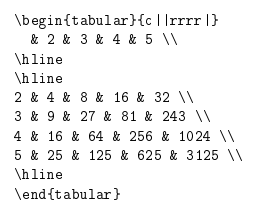 \begin{tabular}{c||rrrr|}
  & 2 & 3 & 4 & 5 \\
\hline
\hline
2 & 4 & 8 & 16 & 32 \\
3 & 9 & 27 & 81 & 243 \\
4 & 16 & 64 & 256 & 1024 \\
5 & 25 & 125 & 625 & 3125 \\
\hline
\end{tabular}